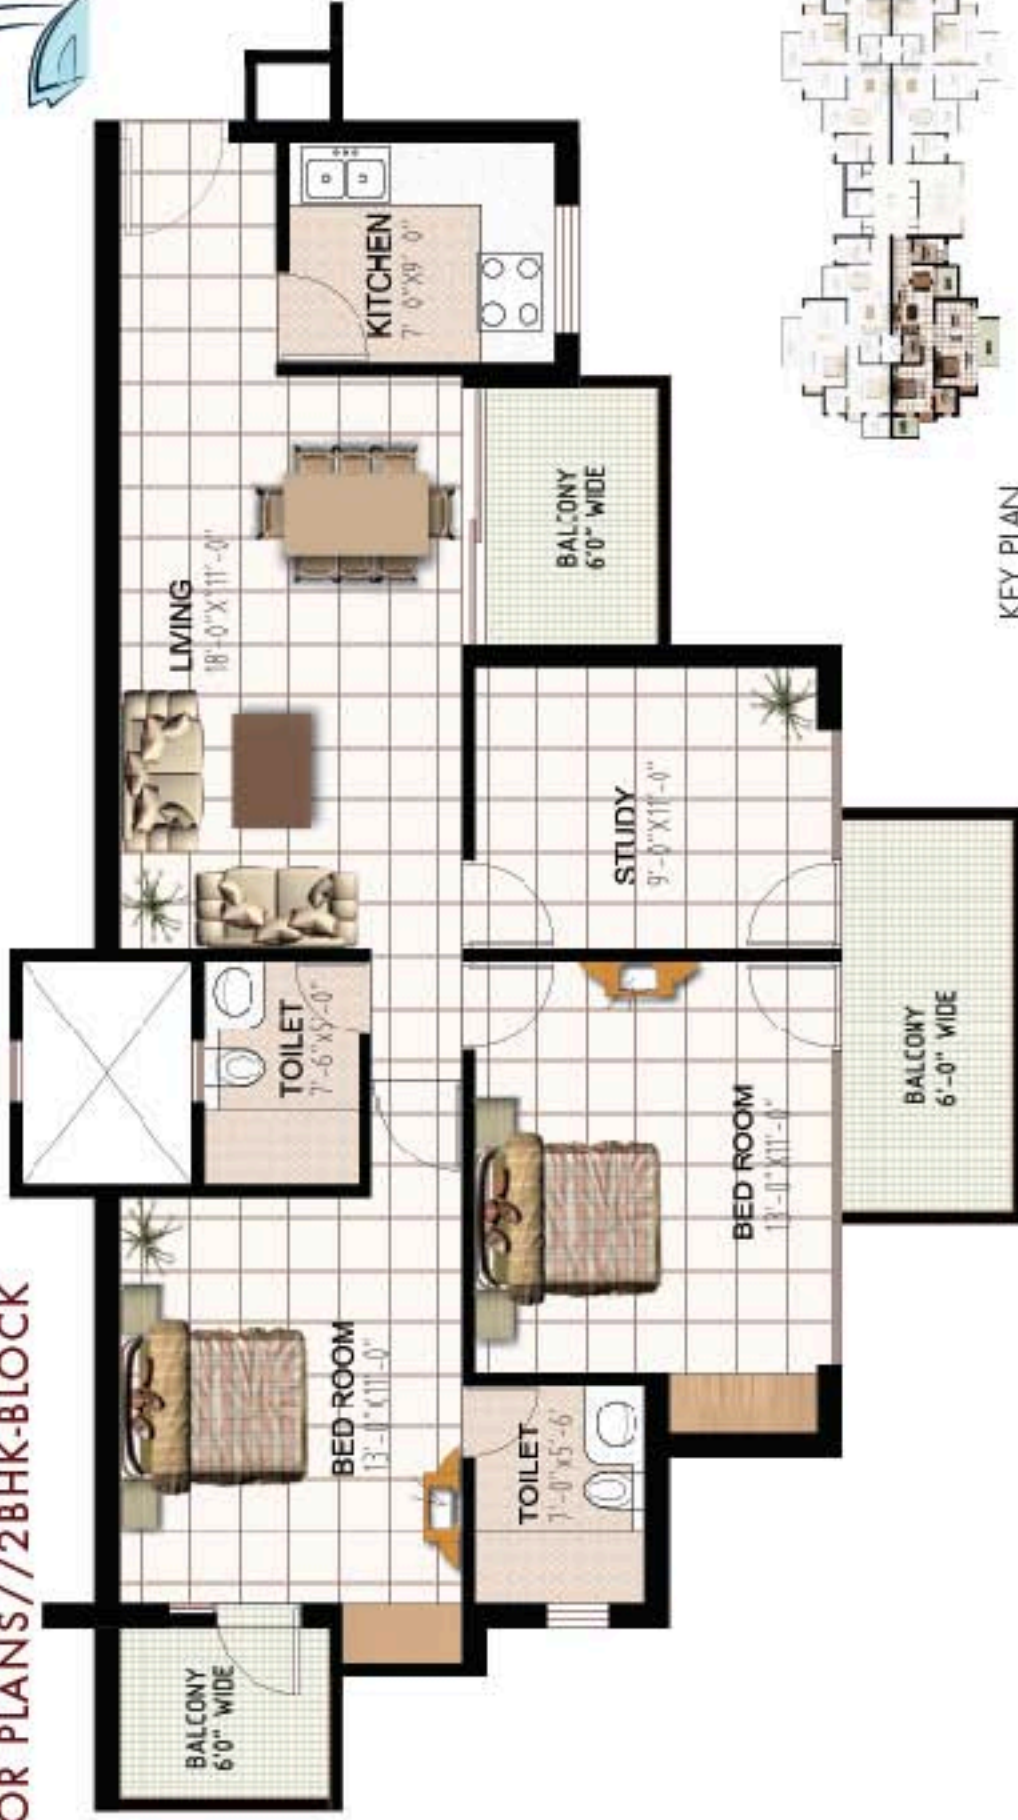 OR PLANS//2BHK-BLOCK
KITCHEN
7' 0"X9' 0"
LIVING
18'-0"X11'-0"
BALCONY
6'0" WIDE
STUDY
9'-0"X11'-0"
TOILET
7'-6"x5'-0"
BED ROOM
13'-0"X11'-0"
BALCONY
6'-0" WIDE
BED ROOM
13'-0"X11'-0"
TOILET
7'-0"x5'-6'
BALCONY
6'0" WIDE
KEY PLAN